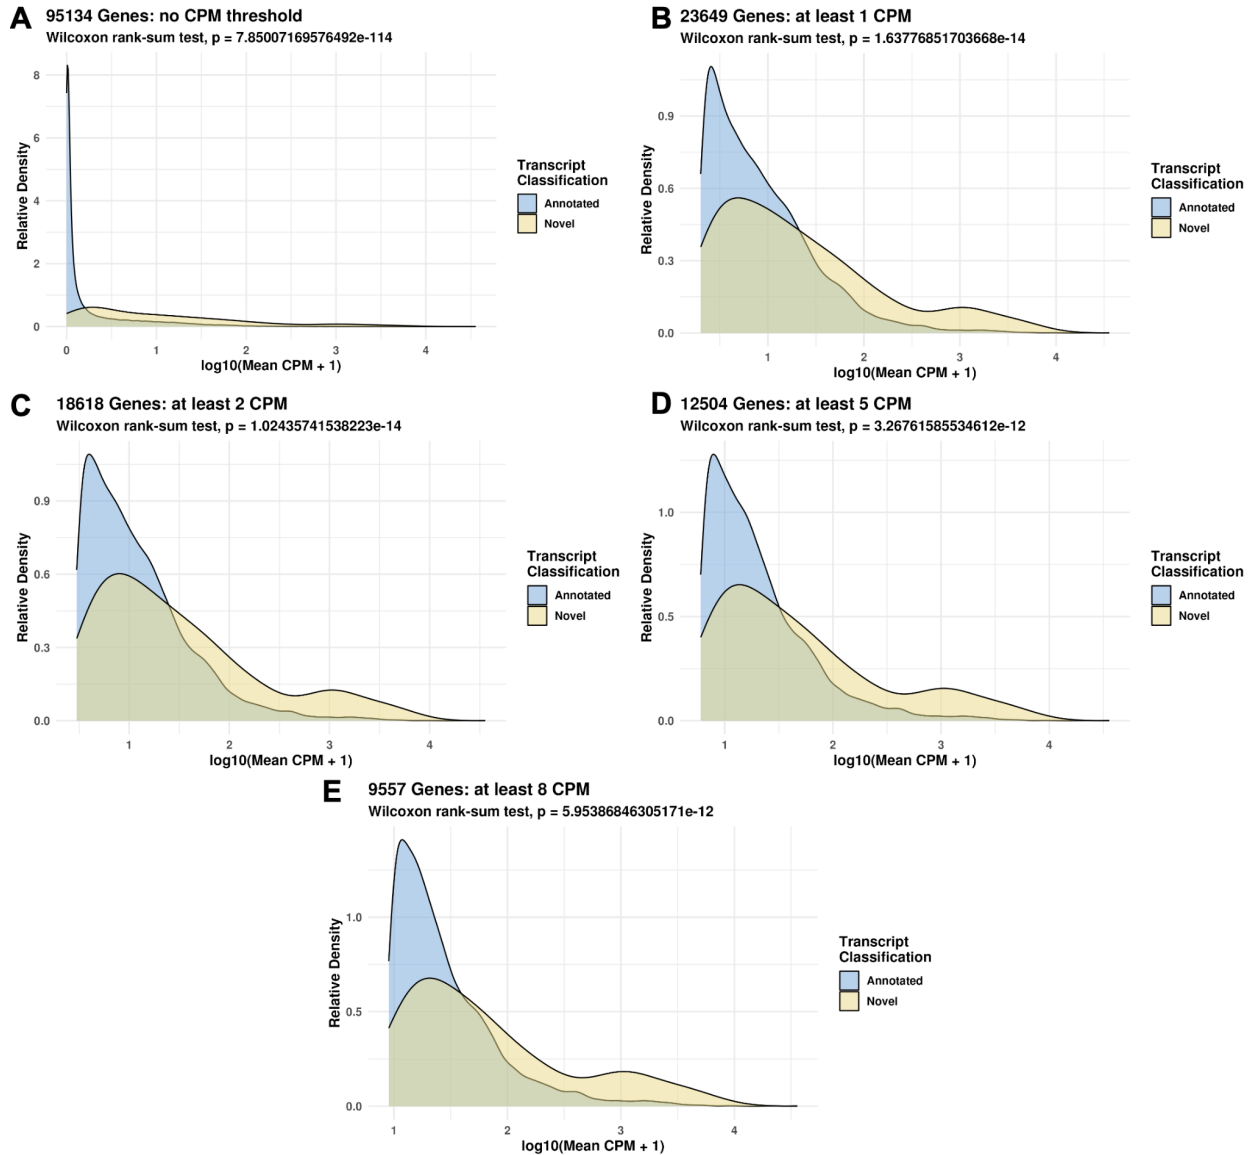 A
95134 Genes: no CPM threshold
Wilcoxon rank-sum test, p = 7.85007169576492e-114
8
6
4
2
0
Relative Density
0 1 2 3 4
log10(Mean CPM + 1)
Transcript
Classification
Annotated
Novel
B
23649 Genes: at least 1 CPM
Wilcoxon rank-sum test, p = 1.63776851703668e-14
0.9
0.6
0.3
0.0
Relative Density
1 2 3 4
log10(Mean CPM + 1)
Transcript
Classification
Annotated
Novel
C
18618 Genes: at least 2 CPM
Wilcoxon rank-sum test, p = 1.02435741538223e-14
0.9
0.6
0.3
0.0
Relative Density
1 2 3 4
log10(Mean CPM + 1)
Transcript
Classification
Annotated
Novel
D
12504 Genes: at least 5 CPM
Wilcoxon rank-sum test, p = 3.26761585534612e-12
1.0
0.5
0.0
Relative Density
1 2 3 4
log10(Mean CPM + 1)
Transcript
Classification
Annotated
Novel
E
9557 Genes: at least 8 CPM
Wilcoxon rank-sum test, p = 5.95386846305171e-12
1.0
0.5
0.0
Relative Density
1 2 3 4
log10(Mean CPM + 1)
Transcript
Classification
Annotated
Novel